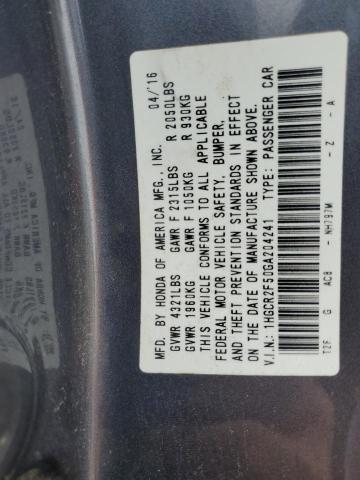 MFD. BY HONDA OF AMERICA MFG., INC. 04/'16
GVWR 4321LBS GAWR F 2315LBS R 2050LBS
GVWR 1960KG GAWR F 1050KG R 930KG
THIS VEHICLE CONFORMS TO ALL APPLICABLE
FEDERAL MOTOR VEHICLE SAFETY, BUMPER,
AND THEFT PREVENTION STANDARDS IN EFFECT
ON THE DATE OF MANUFACTURE SHOWN ABOVE.
V.I.N.: 1HGCR2F50GA204241 TYPE: PASSENGER CAR
T2F G AC8 - NH797M - Z - A